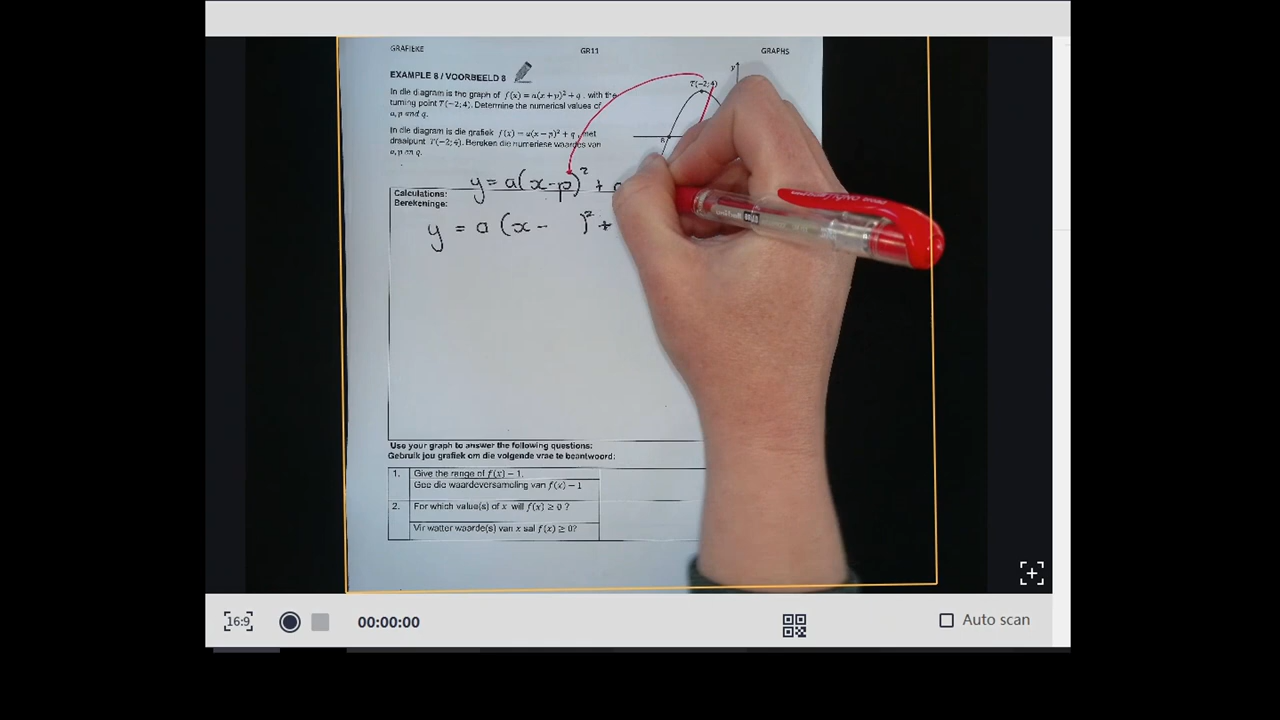 GRAFIEKE GR11 GRAPHS
EXAMPLE 8 / VOORBEELD 8
In die diagram is the graph of f(x) = a(x + p)² + q , with the
turning point T(−2; 4). Determine the numerical values of
a, p and q.
In die diagram is die grafiek f(x) = a(x − p)² + q , met
draaipunt T(−2; 4). Bereken die numeriese waardes van
a, p en q.
y
T(−2; 4)
y = a(x-p)² +
Calculations:
Berekeninge:
y = a (x - )² +
Use your graph to answer the following questions:
Gebruik jou grafiek om die volgende vrae te beantwoord:
1. Give the range of f(x) − 1.
Gee die waardeversameling van f(x) − 1
2. For which value(s) of x will f(x) ≥ 0 ?
Vir watter waarde(s) van x sal f(x) ≥ 0?
16:9 00:00:00 Auto scan